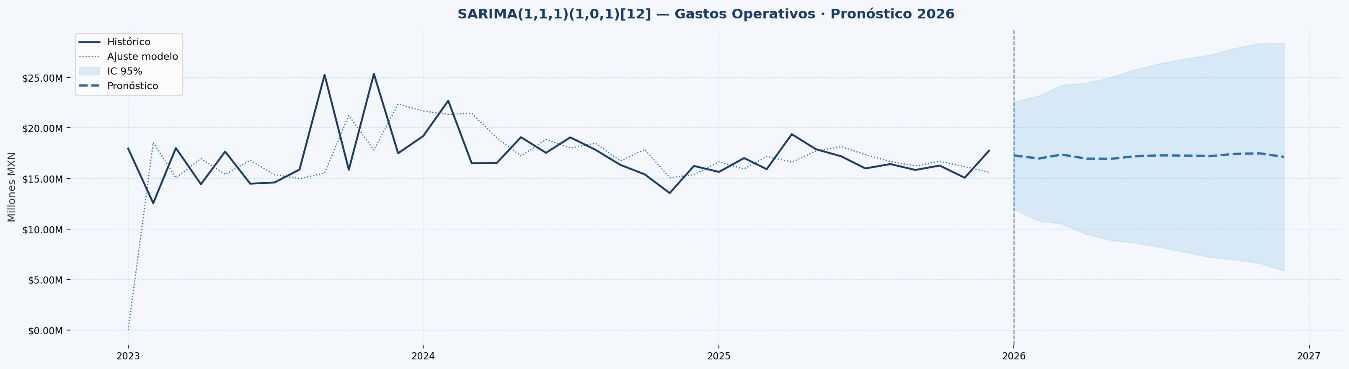 SARIMA(1,1,1)(1,0,1)[12] — Gastos Operativos · Pronóstico 2026
Histórico
Ajuste modelo
IC 95%
Pronóstico
Millones MXN
$25.00M
$20.00M
$15.00M
$10.00M
$5.00M
$0.00M
2023
2024
2025
2026
2027